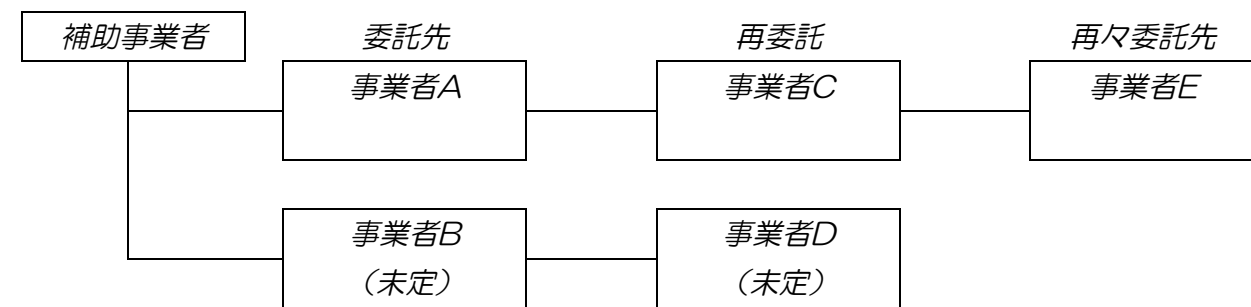 補助事業者
委託先
再委託
再々委託先
事業者A
事業者C
事業者E
事業者B
（未定）
事業者D
（未定）